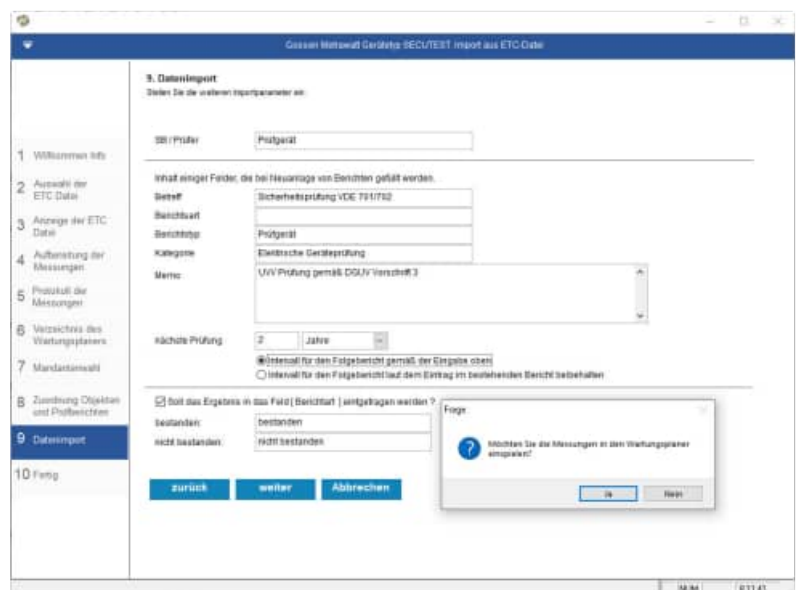 Gossen Metrawatt Gerätetyp SECUTEST Import aus ETC-Datei
9. Datenimport
Stellen Sie die weiteren Importparameter ein:
SB / Prüfer
Prüfgerät
1 Willkommen Info
2 Auswahl der
ETC Datei
3 Anzeige der ETC
Datei
4 Aufbereitung der
Messungen
5 Protokoll der
Messungen
6 Verzeichnis des
Wartungsplaners
7 Mandantenwahl
8 Zuordnung Objekten
und Prüfberichten
9 Datenimport
10 Fertig
Inhalt einiger Felder, die bei Neuanlage von Berichten gefüllt werden.
Betreff
Sicherheitsprüfung VDE 701/702
Berichtsart
Berichtstyp
Prüfgerät
Kategorie
Elektrische Geräteprüfung
Memo
UVV Prüfung gemäß DGUV Vorschrift 3
nächste Prüfung
2
Jahre
Intervall für den Folgebericht gemäß der Eingabe oben
Intervall für den Folgebericht laut dem Eintrag im bestehenden Bericht beibehalten
Soll das Ergebnis in das Feld [ Berichtart ] eintgetragen werden ?
bestanden:
bestanden
nicht bestanden:
nicht bestanden
zurück
weiter
Abbrechen
Frage
Möchten Sie die Messungen in den Wartungsplaner
einspielen?
Ja
Nein